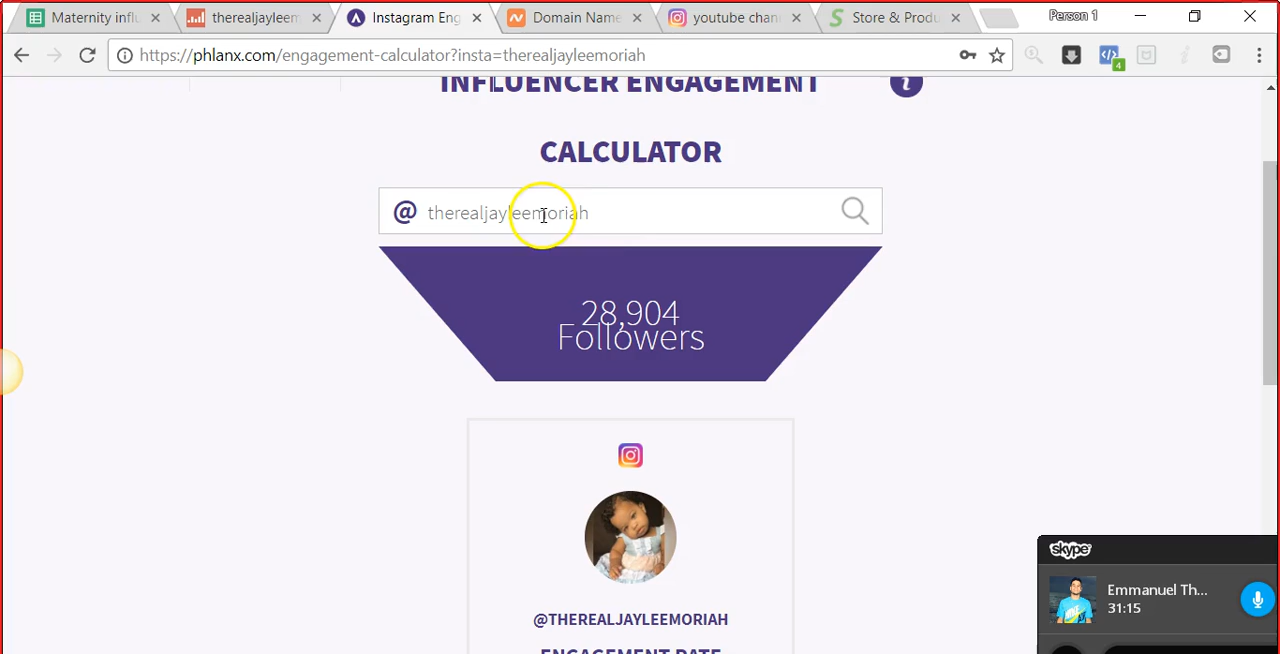 Maternity influ
therealjayleem
Instagram Eng
Domain Name
youtube chan
Store & Produ
Person 1
https://phlanx.com/engagement-calculator?insta=therealjayleemoriah
4
INFLUENCER ENGAGEMENT
i
CALCULATOR
@ therealjayleemoriah
28,904
Followers
@THEREALJAYLEEMORIAH
ENGAGEMENT RATE
skype
Emmanuel Th...
31:15